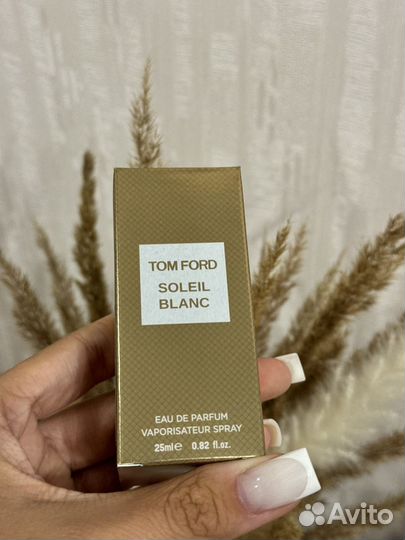 TOM FORD
SOLEIL
BLANC
EAU DE PARFUM
VAPORISATEUR SPRAY
25ml℮ 0.82 fl.oz.
Avito